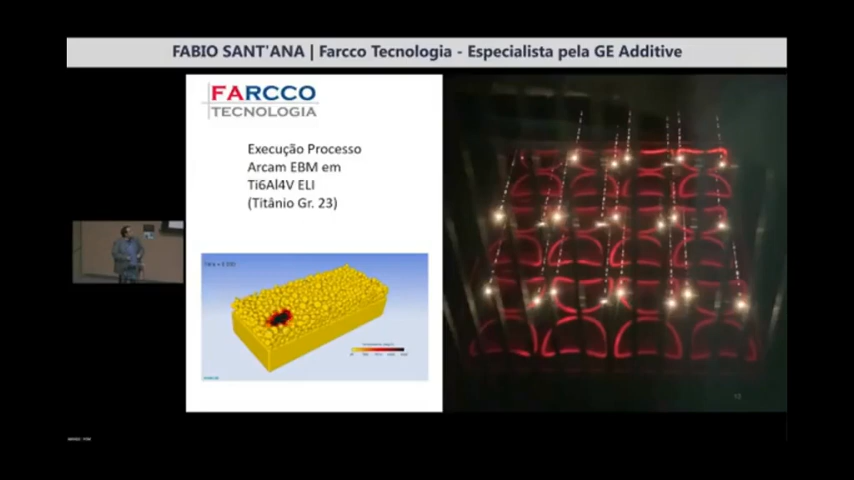 FABIO SANT'ANA | Farcco Tecnologia - Especialista pela GE Additive
FARCCO
TECNOLOGIA
Execução Processo
Arcam EBM em
Ti6Al4V ELI
(Titânio Gr. 23)